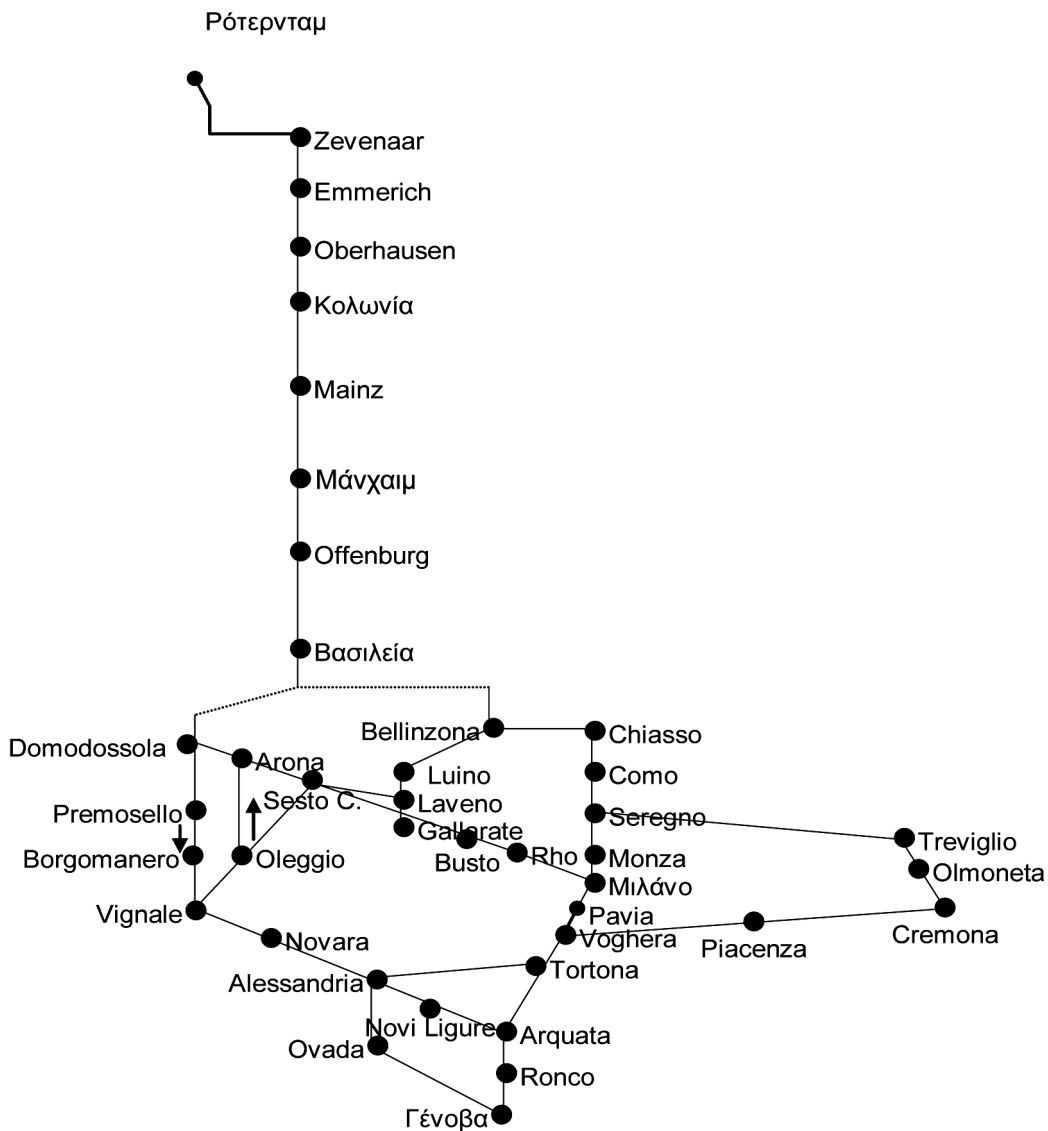 Ρότερνταμ
Zevenaar
Emmerich
Oberhausen
Κολωνία
Mainz
Μάνχαιμ
Offenburg
Βασιλεία
Bellinzona
Chiasso
Domodossola
Arona
Luino
Como
Sesto C.
Laveno
Premosello
Seregno
Gallarate
Treviglio
Busto
Rho
Borgomanero
Oleggio
Monza
Olmoneta
Μιλάνο
Vignale
Pavia
Cremona
Novara
Voghera
Piacenza
Tortona
Alessandria
Novi Ligure
Arquata
Ovada
Ronco
Γένοβα